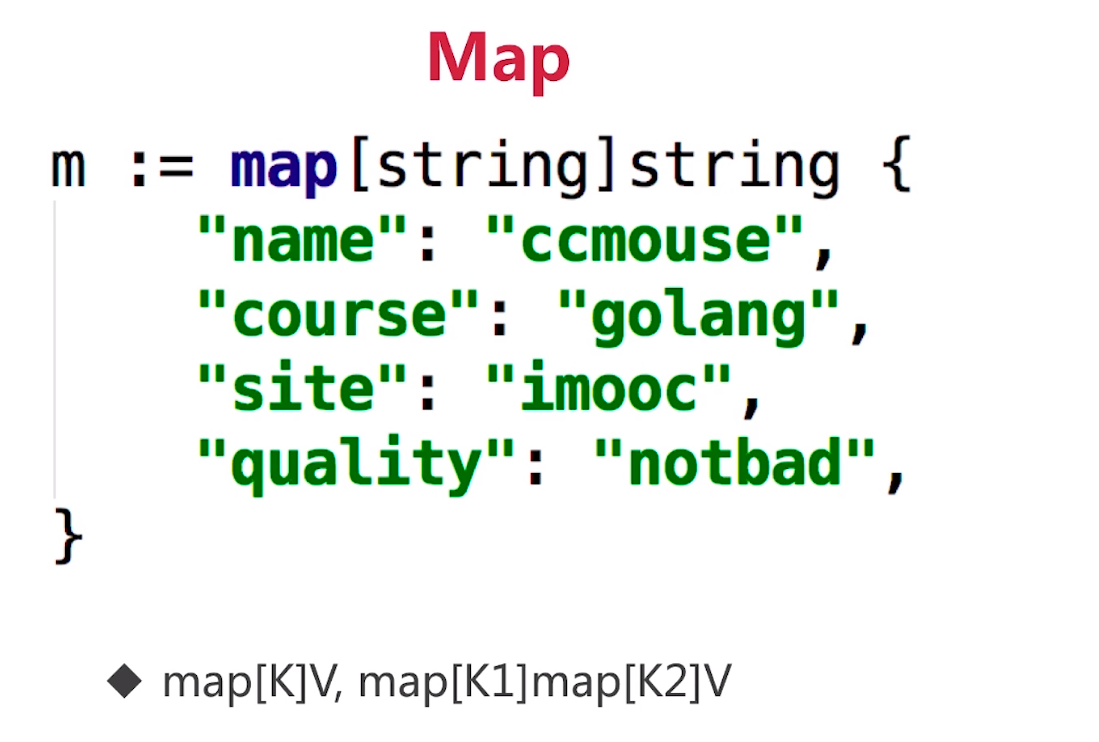 Map
m := map[string]string {
"name": "ccmouse",
"course": "golang",
"site": "imooc",
"quality": "notbad",
}
◆ map[K]V, map[K1]map[K2]V